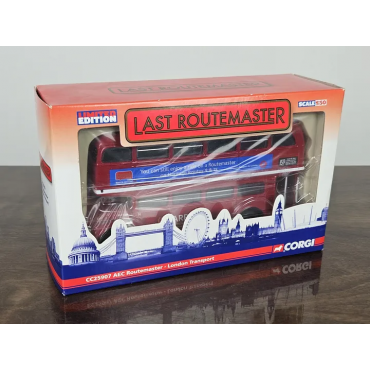 LIMITED
EDITION
LAST ROUTEMASTER
SCALE 1:50
CORGI
CC25907 AEC Routemaster - London Transport